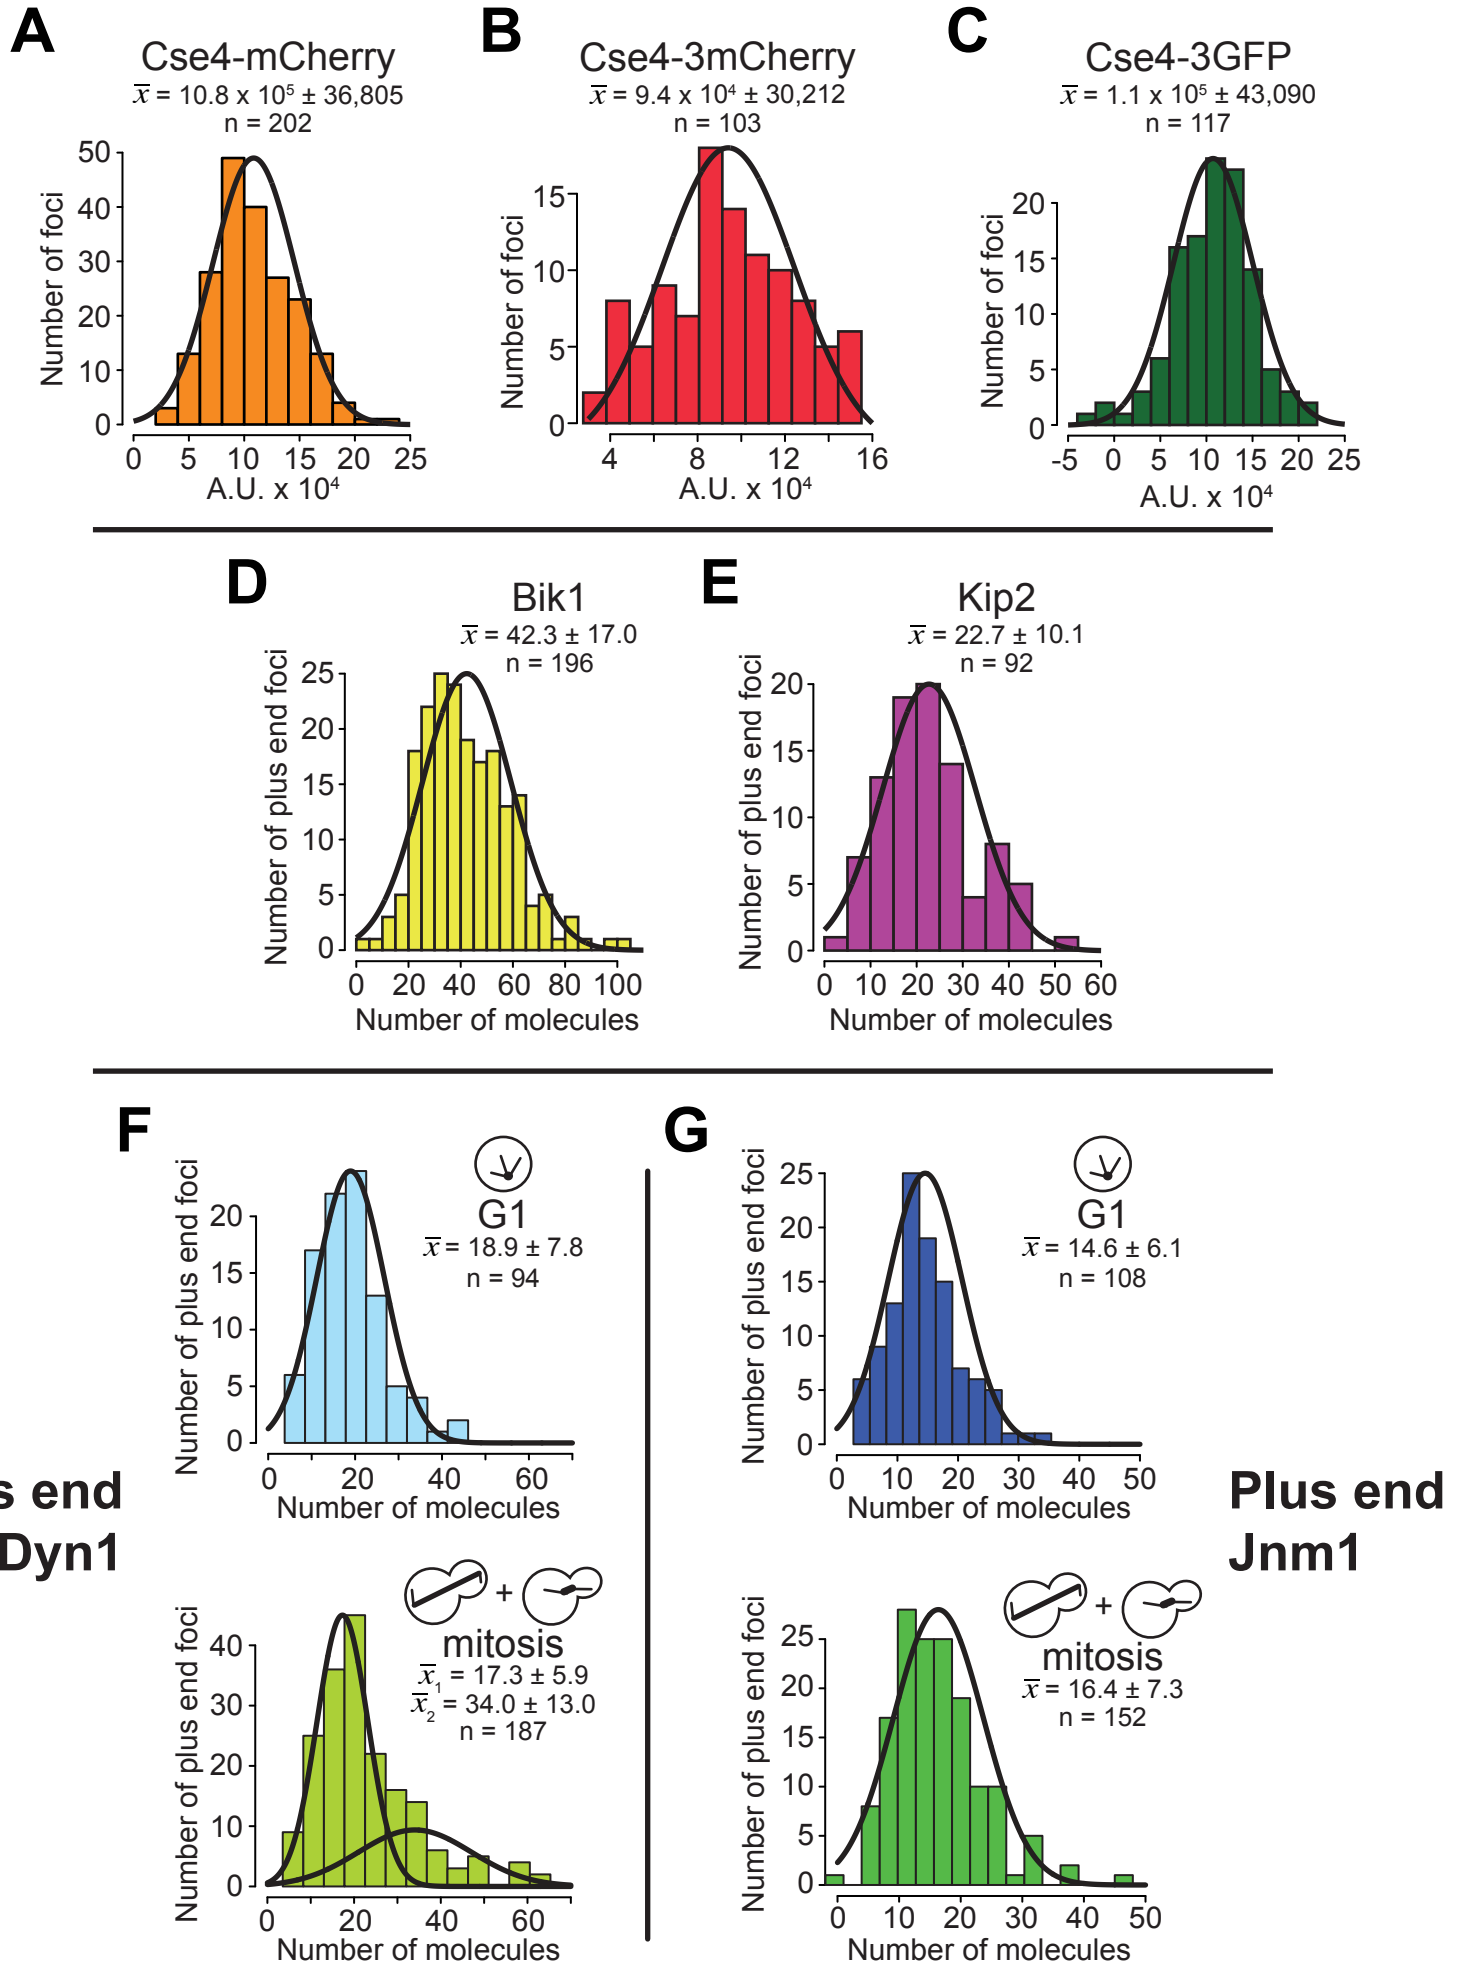 A
Cse4-mCherry
x̅ = 10.8 x 10⁵ ± 36,805
n = 202
Number of foci
50
40
30
20
10
0
0 5 10 15 20 25
A.U. x 10⁴
B
Cse4-3mCherry
x̅ = 9.4 x 10⁴ ± 30,212
n = 103
Number of foci
15
10
5
0
4 8 12 16
A.U. x 10⁴
C
Cse4-3GFP
x̅ = 1.1 x 10⁵ ± 43,090
n = 117
Number of foci
20
15
10
5
0
-5 0 5 10 15 20 25
A.U. x 10⁴
D
Bik1
x̅ = 42.3 ± 17.0
n = 196
Number of plus end foci
25
20
15
10
5
0
0 20 40 60 80 100
Number of molecules
E
Kip2
x̅ = 22.7 ± 10.1
n = 92
Number of plus end foci
20
15
10
5
0
0 10 20 30 40 50 60
Number of molecules
F
G1
x̅ = 18.9 ± 7.8
n = 94
Number of plus end foci
20
15
10
5
0
0 20 40 60
Number of molecules
s end
Dyn1
+
mitosis
x̅₁ = 17.3 ± 5.9
x̅₂ = 34.0 ± 13.0
n = 187
Number of plus end foci
40
30
20
10
0
0 20 40 60
Number of molecules
G
G1
x̅ = 14.6 ± 6.1
n = 108
Number of plus end foci
25
20
15
10
5
0
0 10 20 30 40 50
Number of molecules
Plus end
Jnm1
+
mitosis
x̅ = 16.4 ± 7.3
n = 152
Number of plus end foci
25
20
15
10
5
0
0 10 20 30 40 50
Number of molecules